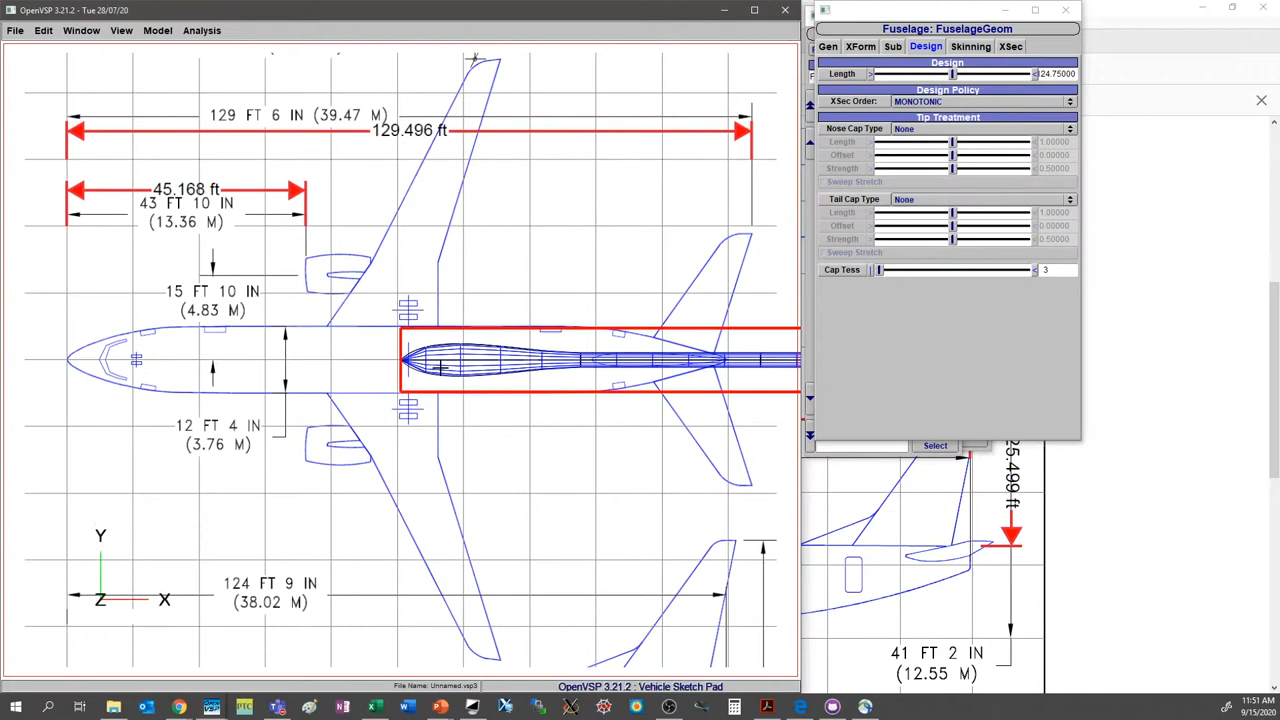 OpenVSP 3.21.2 - Tue 28/07/20
File Edit Window View Model Analysis
129 FT 6 IN (39.47 M)
129.496 ft
45.168 ft
43 FT 10 IN
(13.36 M)
15 FT 10 IN
(4.83 M)
12 FT 4 IN
(3.76 M)
Y
Z X
124 FT 9 IN
(38.02 M)
File Name: Unnamed.vsp3
OpenVSP 3.21.2 : Vehicle Sketch Pad
Fuselage: FuselageGeom
Gen XForm Sub Design Skinning XSec
Design
Length > < 124.75000
Design Policy
XSec Order: MONOTONIC
Tip Treatment
Nose Cap Type None
Length > < 1.00000
Offset > < 0.00000
Strength > < 0.50000
Sweep Stretch
Tail Cap Type None
Length > < 1.00000
Offset > < 0.00000
Strength > < 0.50000
Sweep Stretch
Cap Tess | < 3
Select
25.499 ft
41 FT 2 IN
(12.55 M)
11:51 AM
9/15/2020